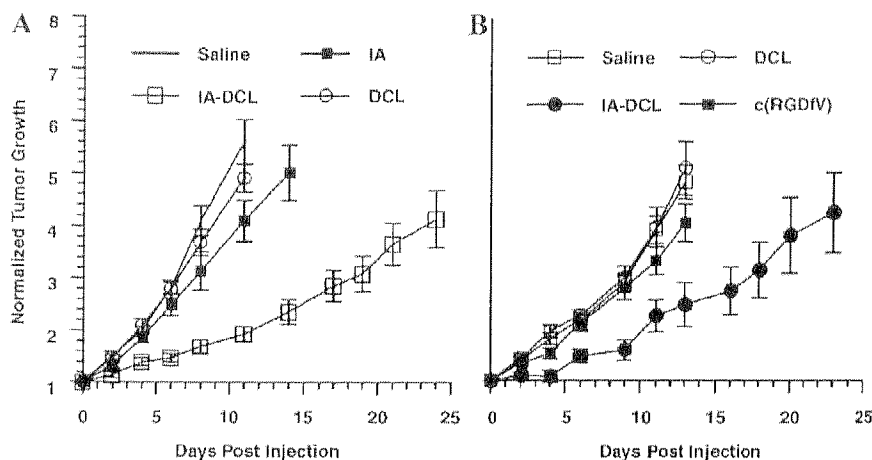 A
B
Saline
IA
IA-DCL
DCL
Saline
DCL
IA-DCL
c(RGDfV)
Normalized Tumor Growth
8
7
6
5
4
3
2
1
0 5 10 15 20 25
0 5 10 15 20 25
Days Post Injection
Days Post Injection